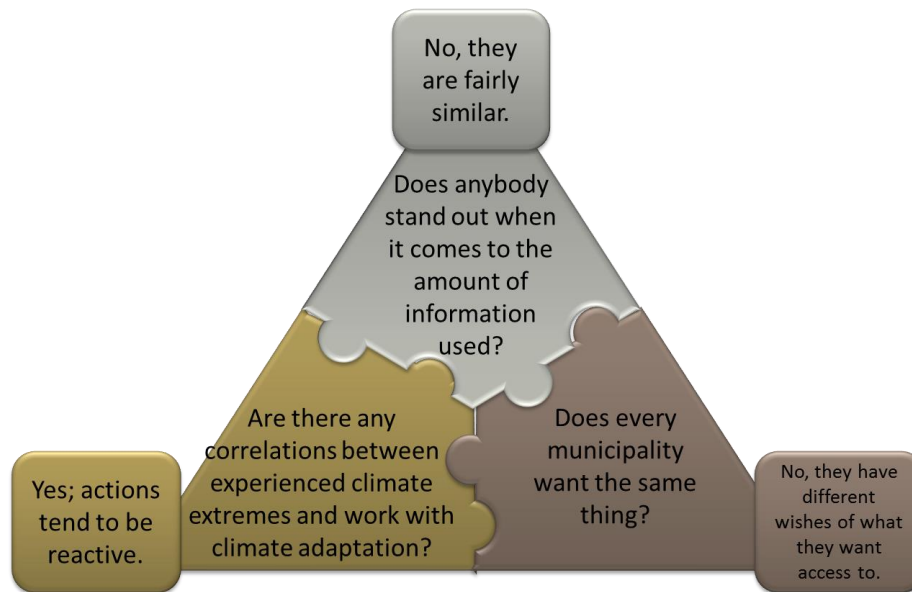 No, they
are fairly
similar.
Does anybody
stand out when
it comes to the
amount of
information
used?
Are there any
correlations between
experienced climate
extremes and work with
climate adaptation?
Does every
municipality
want the same
thing?
Yes; actions
tend to be
reactive.
No, they have
different
wishes of what
they want
access to.